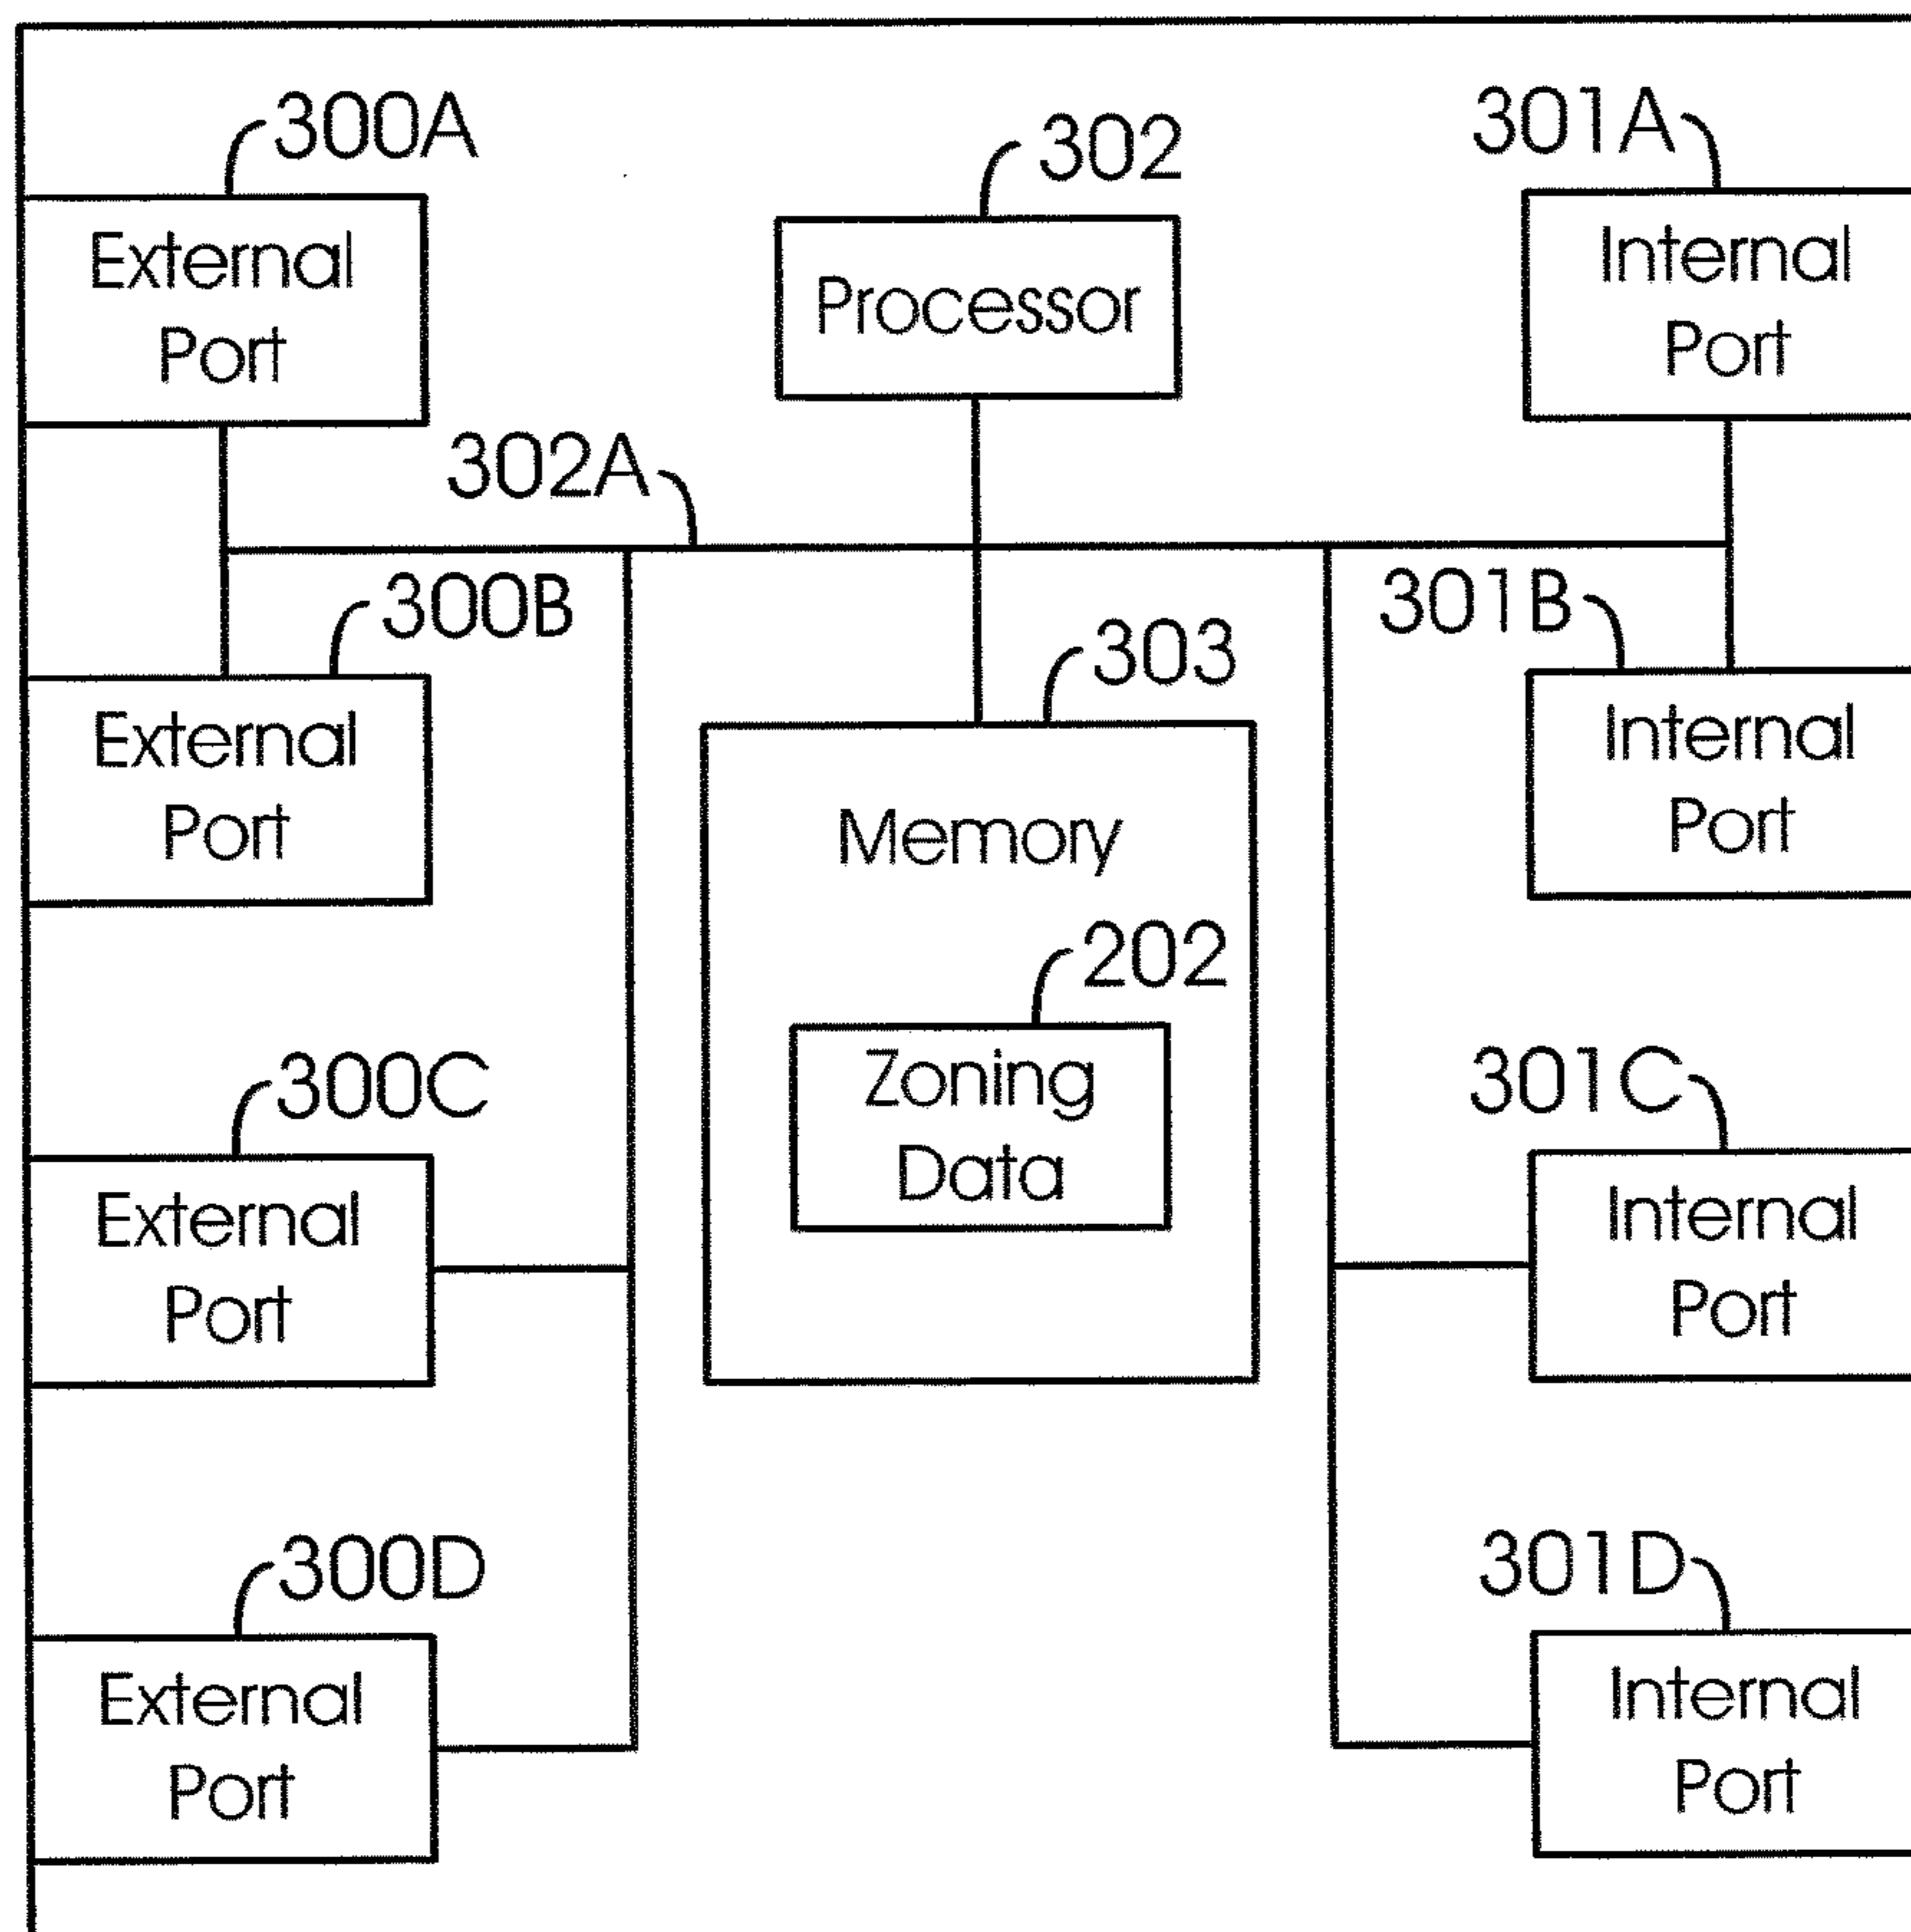 300A
302
301A
External
Port
Processor
Internal
Port
302A
300B
303
301B
External
Port
Memory
Internal
Port
202
Zoning
Data
300C
301C
External
Port
Internal
Port
300D
301D
External
Port
Internal
Port